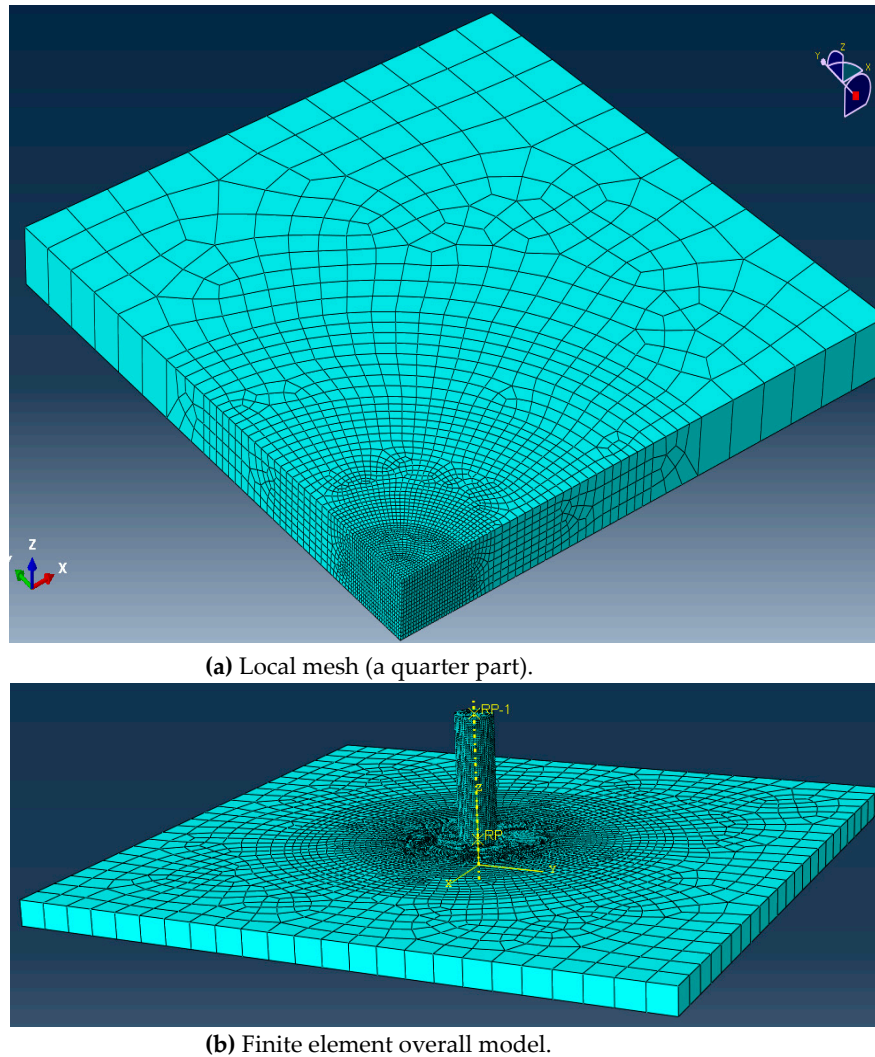 Y
Z
X
Z
X
(a) Local mesh (a quarter part).
RP-1
Z
RP
X
Y
(b) Finite element overall model.